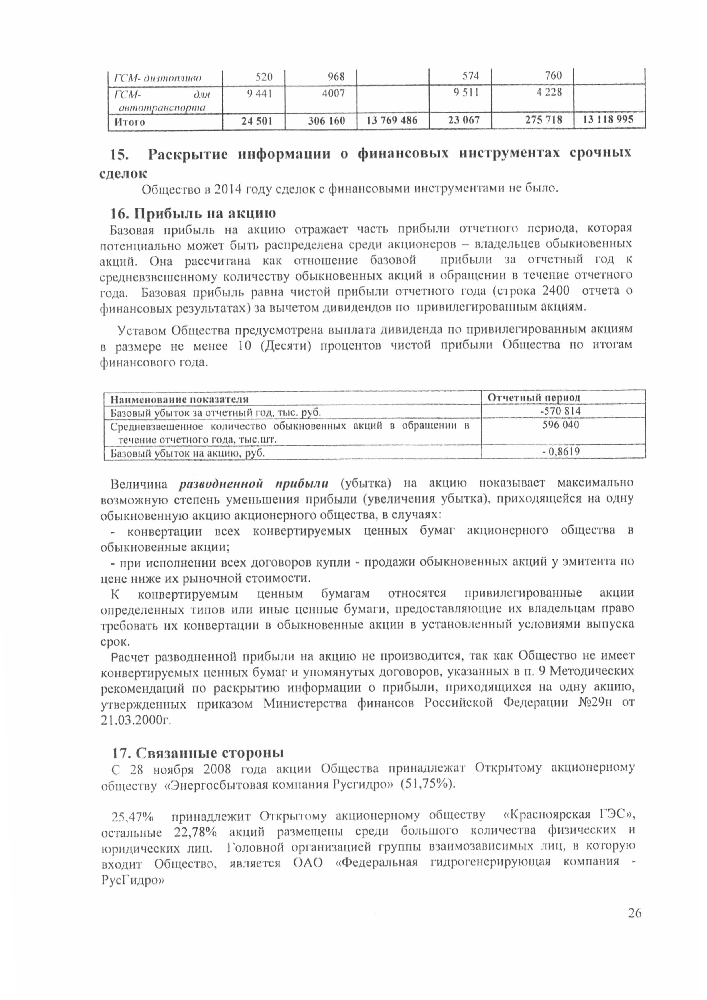 ГСМ- дизтопливо 520 968 574 760
ГСМ- для 9 441 4007 9 511 4 228
автотранспорта
Итого 24 501 306 160 13 769 486 23 067 275 718 13 118 995
15. Раскрытие информации о финансовых инструментах срочных
сделок
Общество в 2014 году сделок с финансовыми инструментами не было.
16. Прибыль на акцию
Базовая прибыль на акцию отражает часть прибыли отчетного периода, которая
потенциально может быть распределена среди акционеров – владельцев обыкновенных
акций. Она рассчитана как отношение базовой прибыли за отчетный год к
средневзвешенному количеству обыкновенных акций в обращении в течение отчетного
года. Базовая прибыль равна чистой прибыли отчетного года (строка 2400 отчета о
финансовых результатах) за вычетом дивидендов по привилегированным акциям.
Уставом Общества предусмотрена выплата дивиденда по привилегированным акциям
в размере не менее 10 (Десяти) процентов чистой прибыли Общества по итогам
финансового года.
Наименование показателя Отчетный период
Базовый убыток за отчетный год, тыс. руб. -570 814
Средневзвешенное количество обыкновенных акций в обращении в 596 040
течение отчетного года, тыс.шт.
Базовый убыток на акцию, руб. - 0,8619
Величина разводненной прибыли (убытка) на акцию показывает максимально
возможную степень уменьшения прибыли (увеличения убытка), приходящейся на одну
обыкновенную акцию акционерного общества, в случаях:
- конвертации всех конвертируемых ценных бумаг акционерного общества в
обыкновенные акции;
- при исполнении всех договоров купли - продажи обыкновенных акций у эмитента по
цене ниже их рыночной стоимости.
К конвертируемым ценным бумагам относятся привилегированные акции
определенных типов или иные ценные бумаги, предоставляющие их владельцам право
требовать их конвертации в обыкновенные акции в установленный условиями выпуска
срок.
Расчет разводненной прибыли на акцию не производится, так как Общество не имеет
конвертируемых ценных бумаг и упомянутых договоров, указанных в п. 9 Методических
рекомендаций по раскрытию информации о прибыли, приходящихся на одну акцию,
утвержденных приказом Министерства финансов Российской Федерации №29н от
21.03.2000г.
17. Связанные стороны
С 28 ноября 2008 года акции Общества принадлежат Открытому акционерному
обществу «Энергосбытовая компания Русгидро» (51,75%).
25,47% принадлежит Открытому акционерному обществу «Красноярская ГЭС»,
остальные 22,78% акций размещены среди большого количества физических и
юридических лиц. Головной организацией группы взаимозависимых лиц, в которую
входит Общество, является ОАО «Федеральная гидрогенерирующая компания -
РусГидро»
26